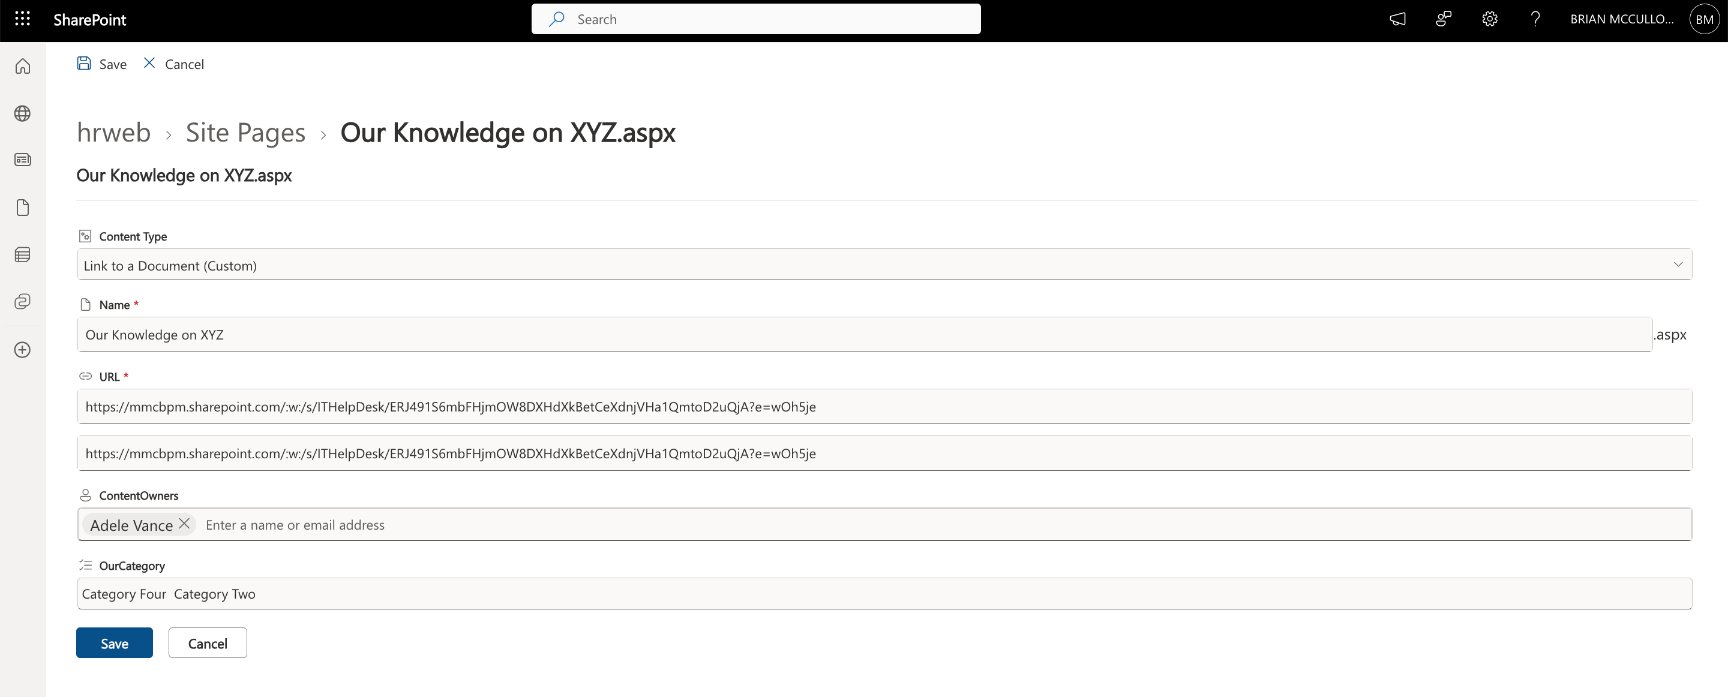 SharePoint
Search
BRIAN MCCULLO...
BM
Save
Cancel
hrweb › Site Pages › Our Knowledge on XYZ.aspx
Our Knowledge on XYZ.aspx
Content Type
Link to a Document (Custom)
Name *
Our Knowledge on XYZ
.aspx
URL *
https://mmcbpm.sharepoint.com/:w:/s/ITHelpDesk/ERJ491S6mbFHjmOW8DXHdXkBetCeXdnjVHa1QmtoD2uQjA?e=wOh5je
https://mmcbpm.sharepoint.com/:w:/s/ITHelpDesk/ERJ491S6mbFHjmOW8DXHdXkBetCeXdnjVHa1QmtoD2uQjA?e=wOh5je
ContentOwners
Adele Vance Enter a name or email address
OurCategory
Category Four Category Two
Save
Cancel